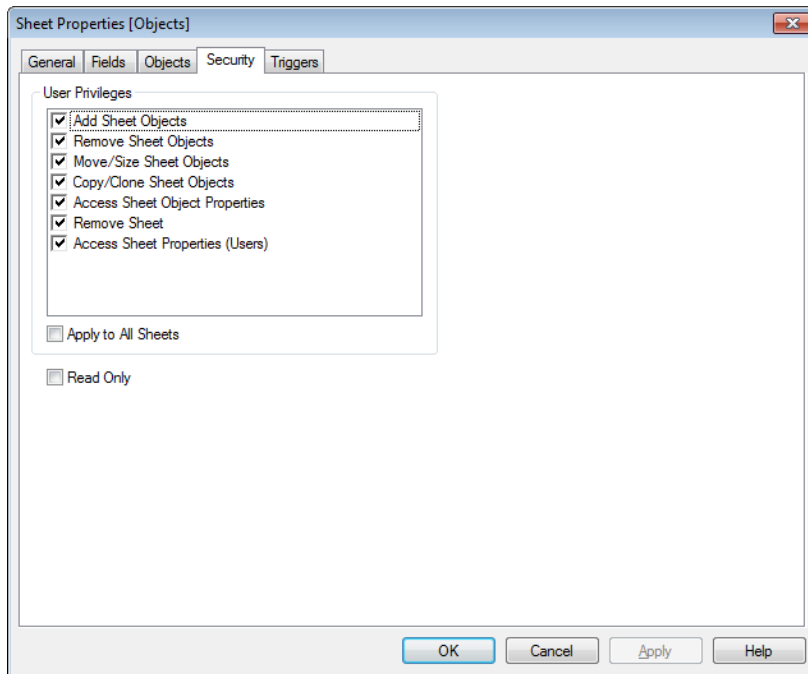 Sheet Properties [Objects]
General Fields Objects Security Triggers
User Privileges
Add Sheet Objects
Remove Sheet Objects
Move/Size Sheet Objects
Copy/Clone Sheet Objects
Access Sheet Object Properties
Remove Sheet
Access Sheet Properties (Users)
Apply to All Sheets
Read Only
OK Cancel Apply Help